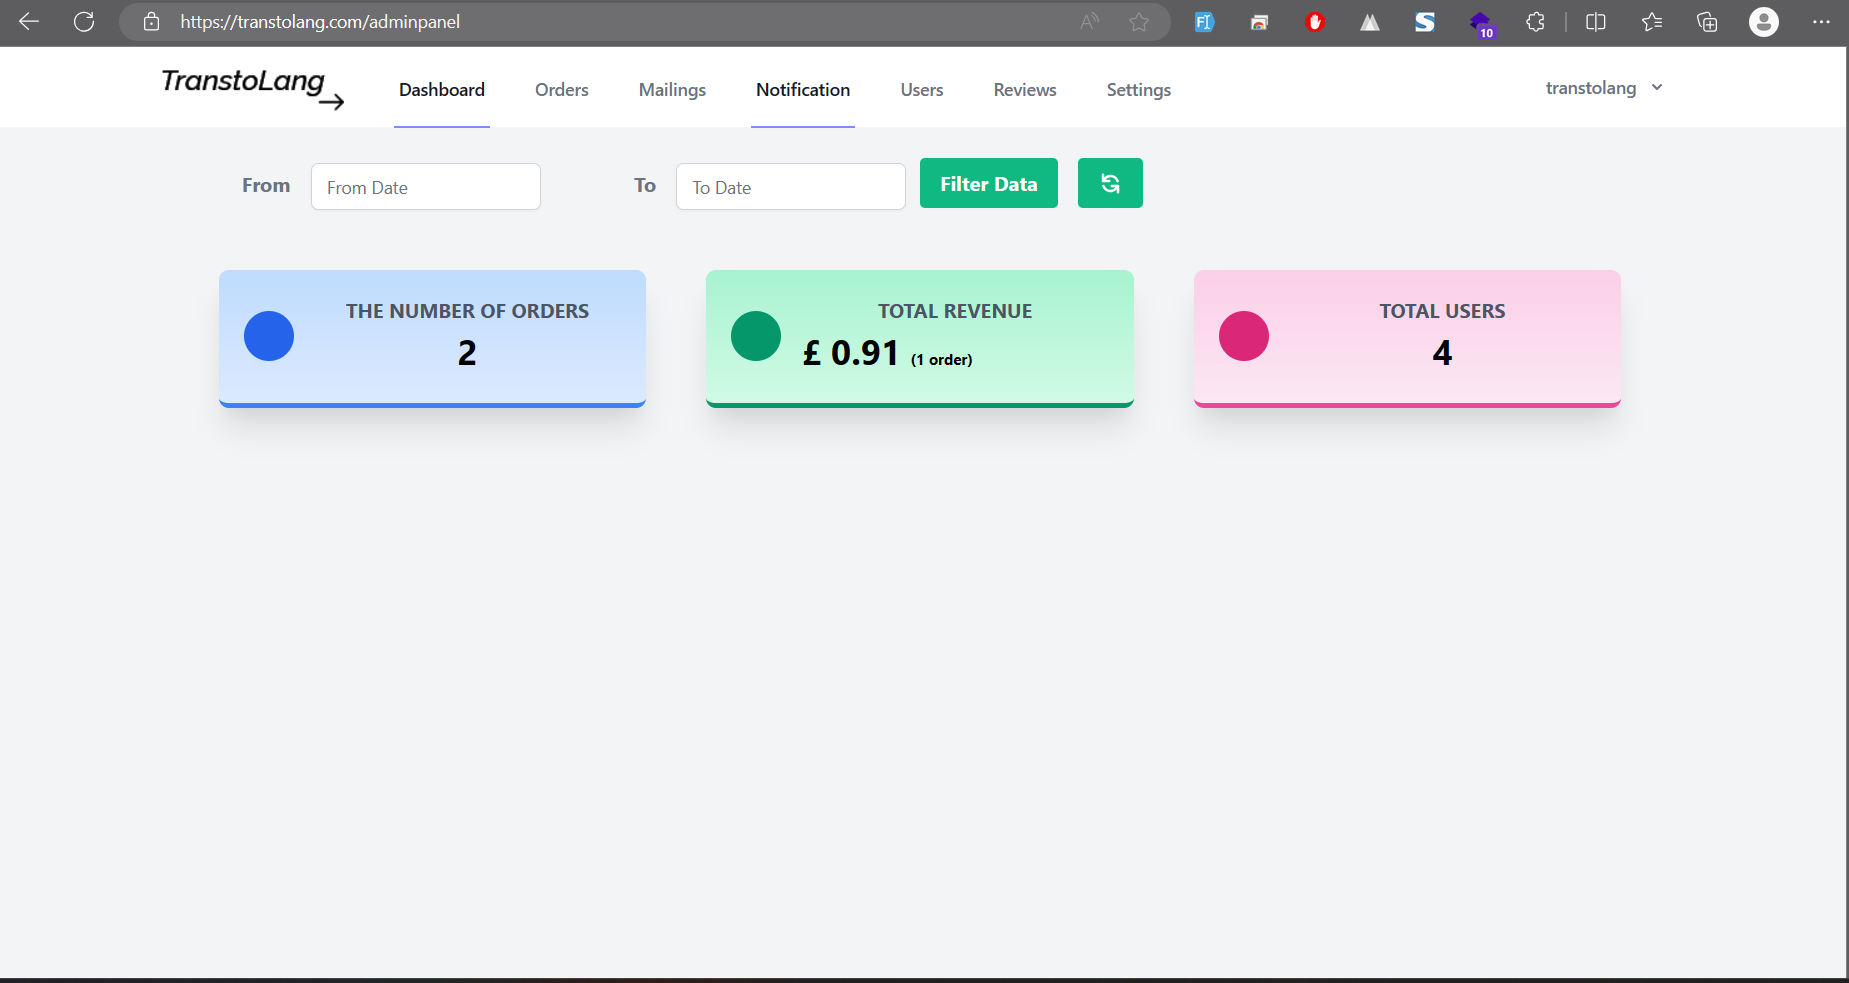 https://transtolang.com/adminpanel
10
TranstoLang
Dashboard Orders Mailings Notification Users Reviews Settings transtolang
From From Date To To Date Filter Data
THE NUMBER OF ORDERS
2
TOTAL REVENUE
£ 0.91 (1 order)
TOTAL USERS
4